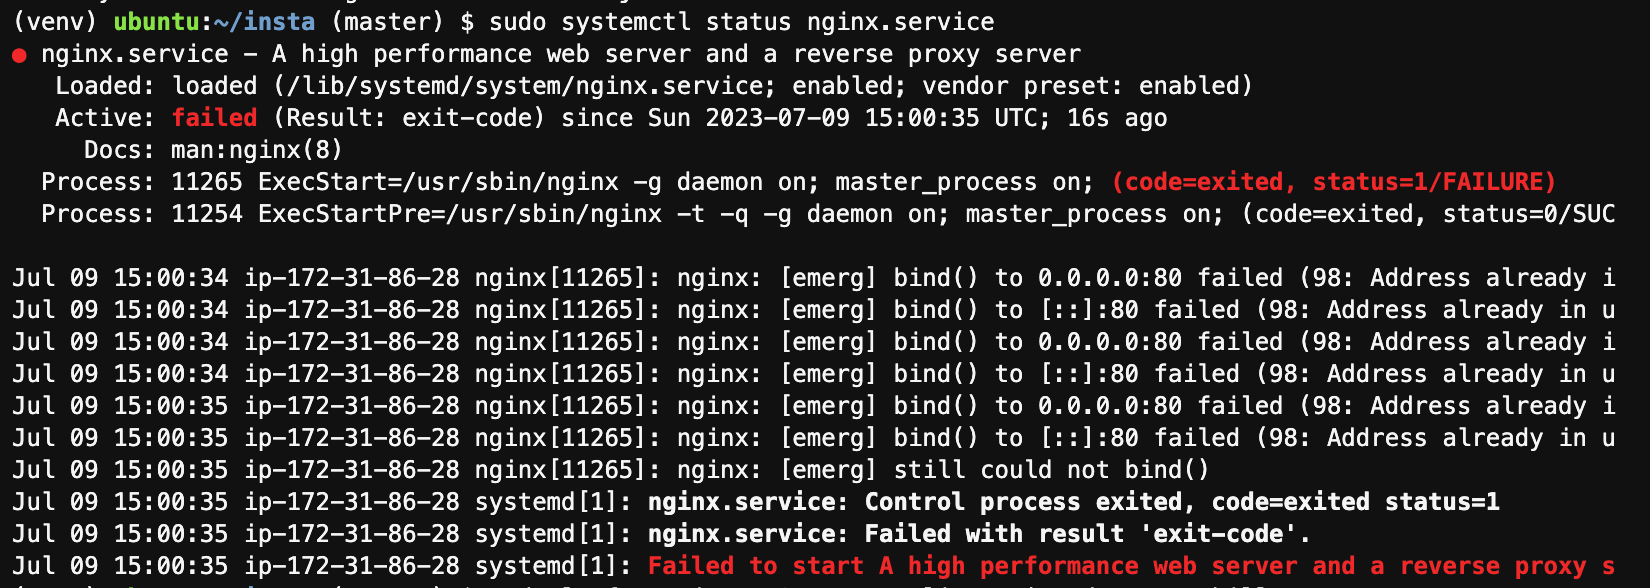 (venv) ubuntu:~/insta (master) $ sudo systemctl status nginx.service
● nginx.service - A high performance web server and a reverse proxy server
   Loaded: loaded (/lib/systemd/system/nginx.service; enabled; vendor preset: enabled)
   Active: failed (Result: exit-code) since Sun 2023-07-09 15:00:35 UTC; 16s ago
     Docs: man:nginx(8)
  Process: 11265 ExecStart=/usr/sbin/nginx -g daemon on; master_process on; (code=exited, status=1/FAILURE)
  Process: 11254 ExecStartPre=/usr/sbin/nginx -t -q -g daemon on; master_process on; (code=exited, status=0/SUC
Jul 09 15:00:34 ip-172-31-86-28 nginx[11265]: nginx: [emerg] bind() to 0.0.0.0:80 failed (98: Address already i
Jul 09 15:00:34 ip-172-31-86-28 nginx[11265]: nginx: [emerg] bind() to [::]:80 failed (98: Address already in u
Jul 09 15:00:34 ip-172-31-86-28 nginx[11265]: nginx: [emerg] bind() to 0.0.0.0:80 failed (98: Address already i
Jul 09 15:00:34 ip-172-31-86-28 nginx[11265]: nginx: [emerg] bind() to [::]:80 failed (98: Address already in u
Jul 09 15:00:35 ip-172-31-86-28 nginx[11265]: nginx: [emerg] bind() to 0.0.0.0:80 failed (98: Address already i
Jul 09 15:00:35 ip-172-31-86-28 nginx[11265]: nginx: [emerg] bind() to [::]:80 failed (98: Address already in u
Jul 09 15:00:35 ip-172-31-86-28 nginx[11265]: nginx: [emerg] still could not bind()
Jul 09 15:00:35 ip-172-31-86-28 systemd[1]: nginx.service: Control process exited, code=exited status=1
Jul 09 15:00:35 ip-172-31-86-28 systemd[1]: nginx.service: Failed with result 'exit-code'.
Jul 09 15:00:35 ip-172-31-86-28 systemd[1]: Failed to start A high performance web server and a reverse proxy s